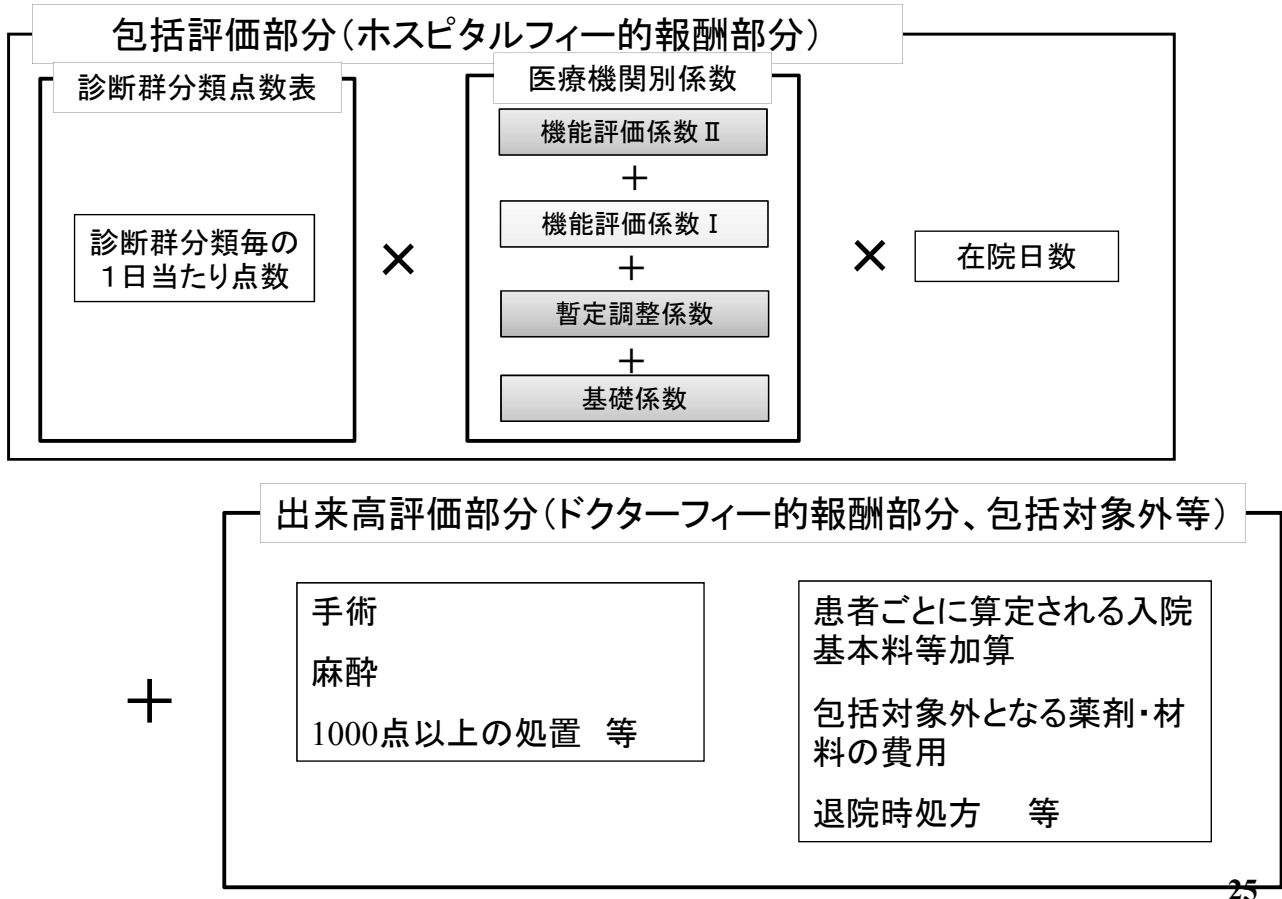 包括評価部分（ホスピタルフィー的報酬部分）
診断群分類点数表
診断群分類毎の
１日当たり点数
×
医療機関別係数
機能評価係数Ⅱ
＋
機能評価係数Ⅰ
＋
暫定調整係数
＋
基礎係数
×
在院日数
＋
出来高評価部分（ドクターフィー的報酬部分、包括対象外等）
手術
麻酔
1000点以上の処置　等
患者ごとに算定される入院
基本料等加算
包括対象外となる薬剤・材
料の費用
退院時処方　等
25